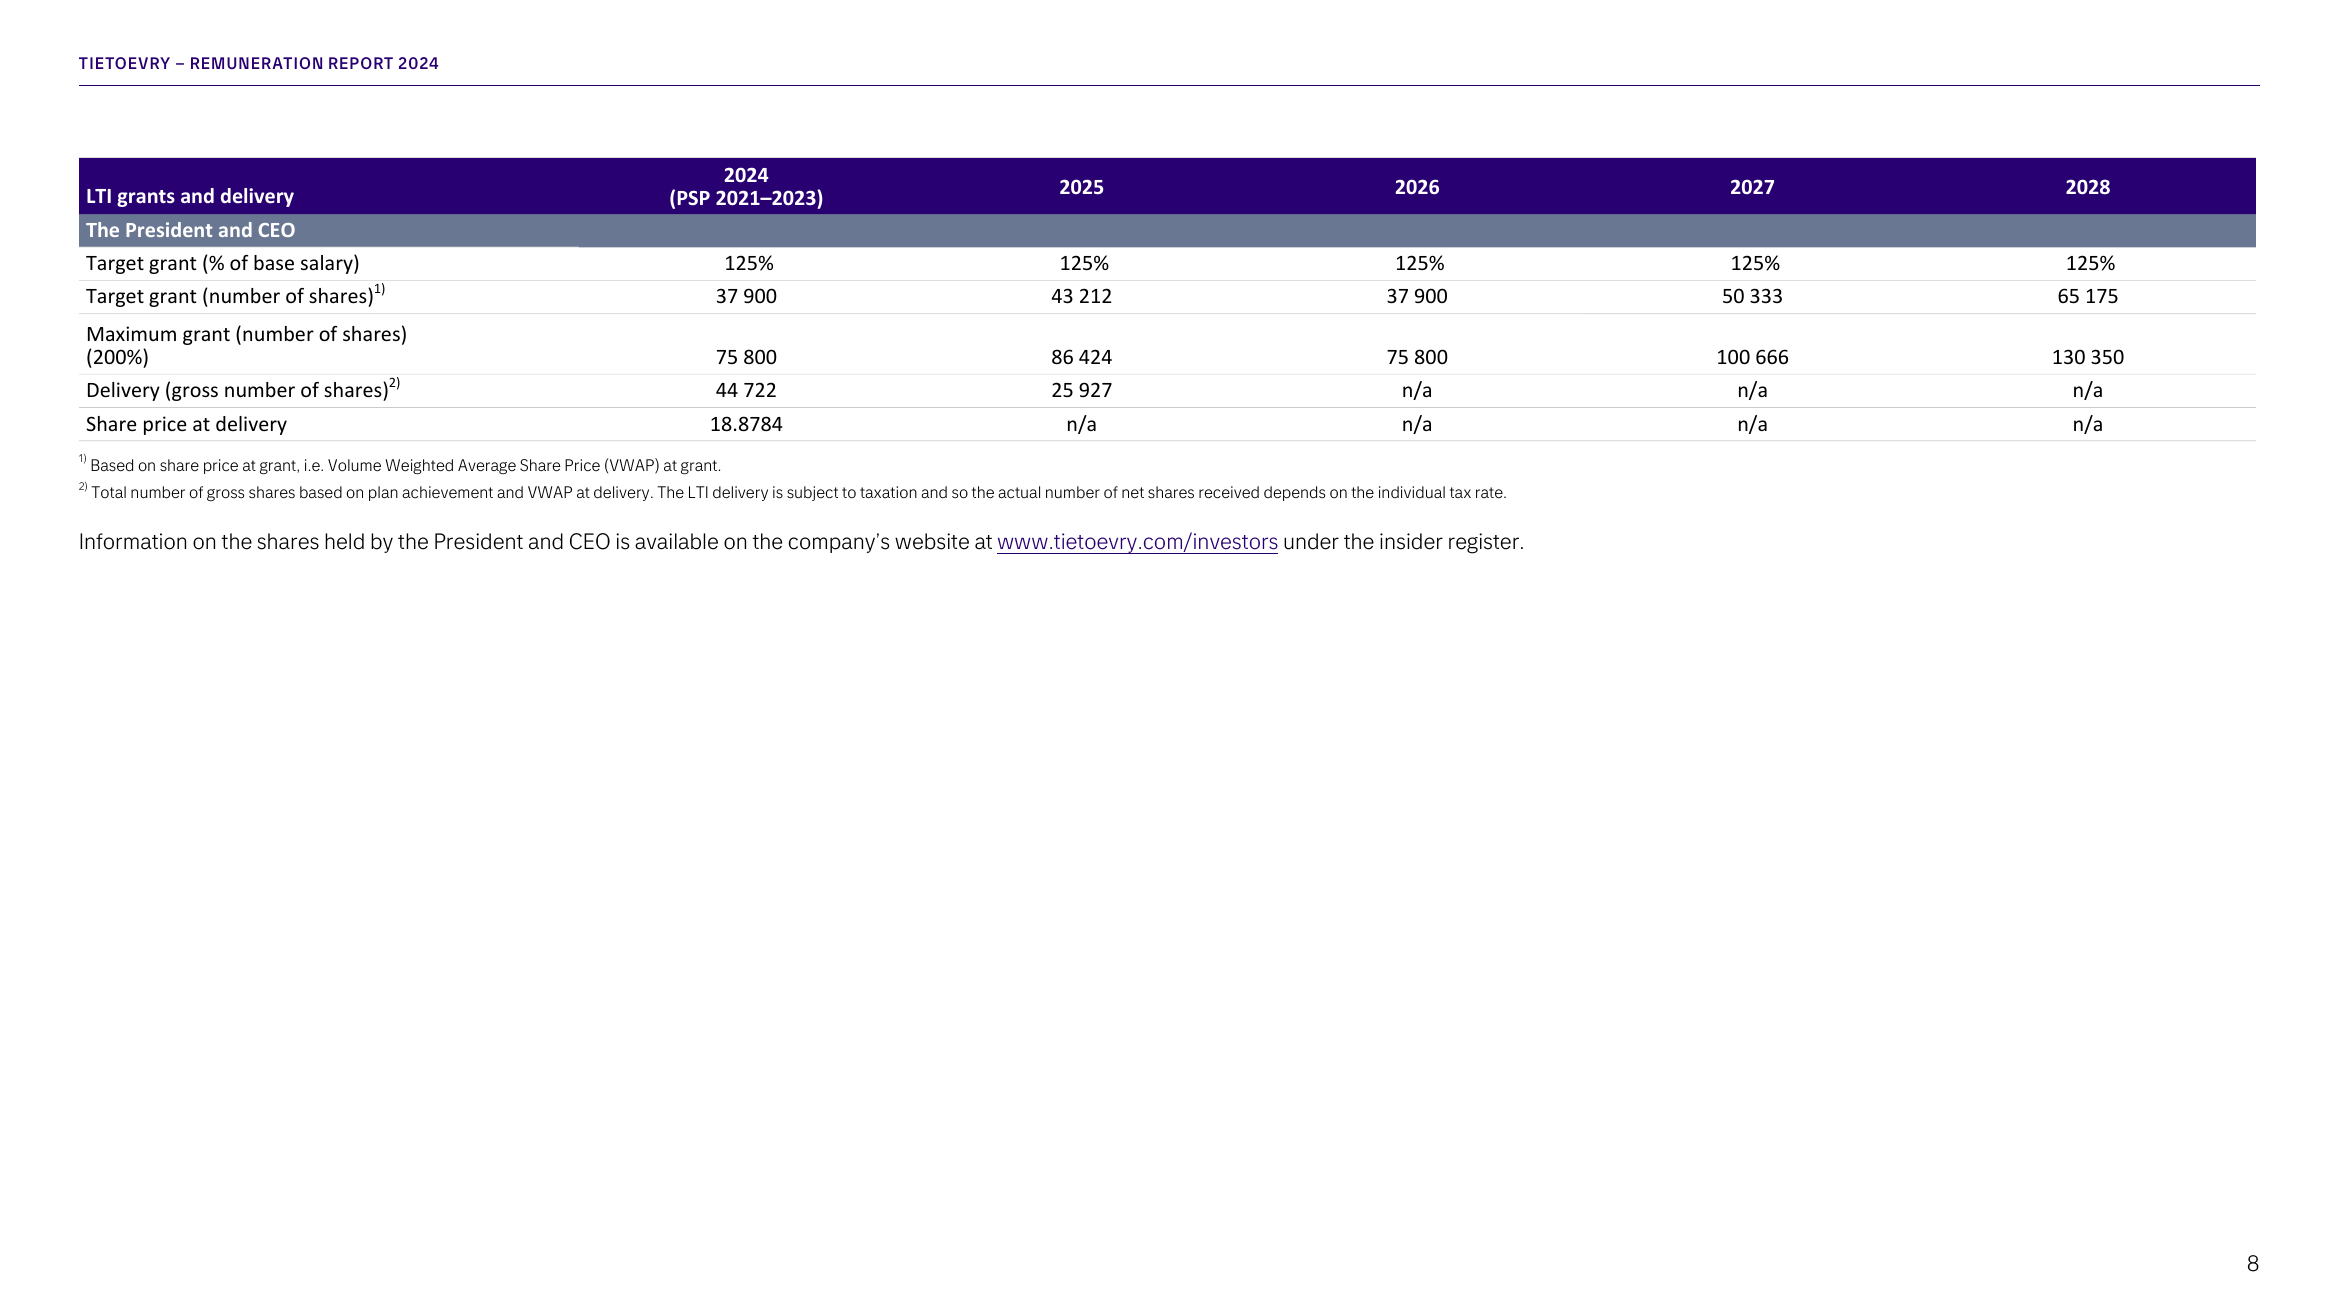 TIETOEVRY – REMUNERATION REPORT 2024
LTI grants and delivery 2024 (PSP 2021–2023) 2025 2026 2027 2028
The President and CEO
Target grant (% of base salary) 125% 125% 125% 125% 125%
Target grant (number of shares)1) 37 900 43 212 37 900 50 333 65 175
Maximum grant (number of shares)
(200%) 75 800 86 424 75 800 100 666 130 350
Delivery (gross number of shares)2) 44 722 25 927 n/a n/a n/a
Share price at delivery 18.8784 n/a n/a n/a n/a
1) Based on share price at grant, i.e. Volume Weighted Average Share Price (VWAP) at grant.
2) Total number of gross shares based on plan achievement and VWAP at delivery. The LTI delivery is subject to taxation and so the actual number of net shares received depends on the individual tax rate.
Information on the shares held by the President and CEO is available on the company’s website at www.tietoevry.com/investors under the insider register.
8